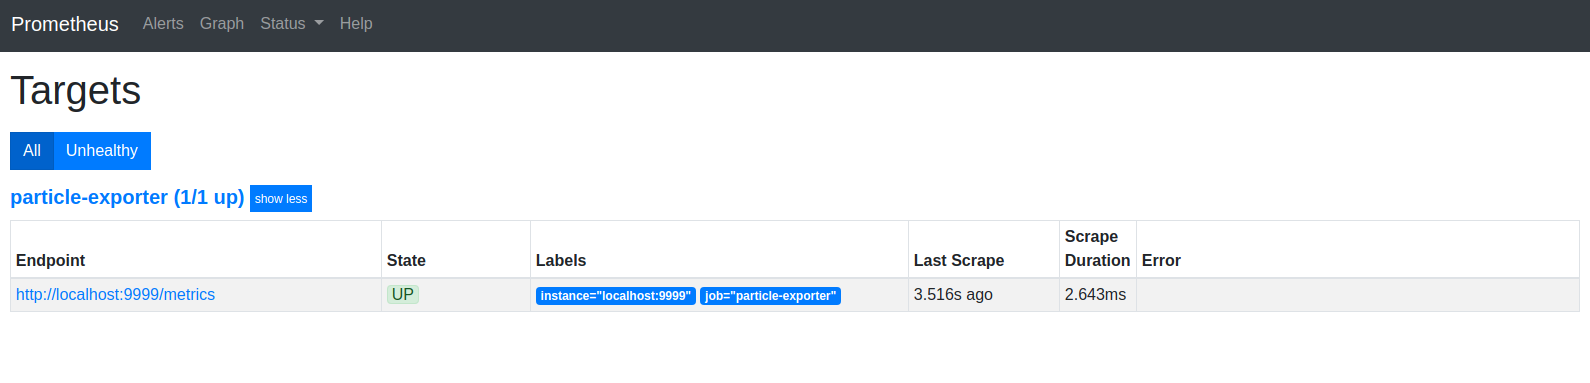 Prometheus Alerts Graph Status Help
Targets
All Unhealthy
particle-exporter (1/1 up) show less
Endpoint State Labels Last Scrape Scrape Duration Error
http://localhost:9999/metrics UP instance="localhost:9999" job="particle-exporter" 3.516s ago 2.643ms